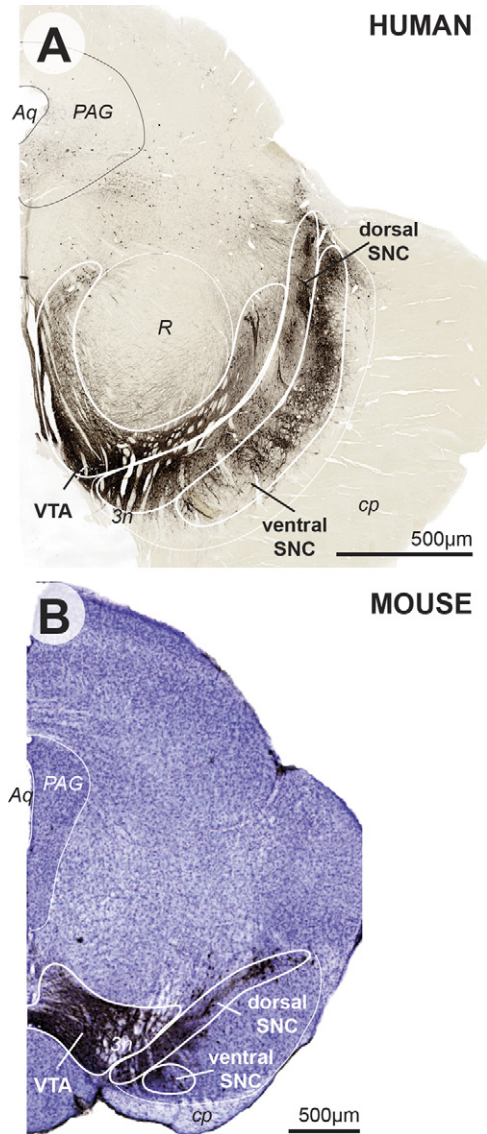 A
HUMAN
Aq
PAG
dorsal
SNC
R
VTA
3n
ventral
SNC
cp
500µm
B
MOUSE
Aq
PAG
dorsal
SNC
3n
VTA
ventral
SNC
cp
500µm